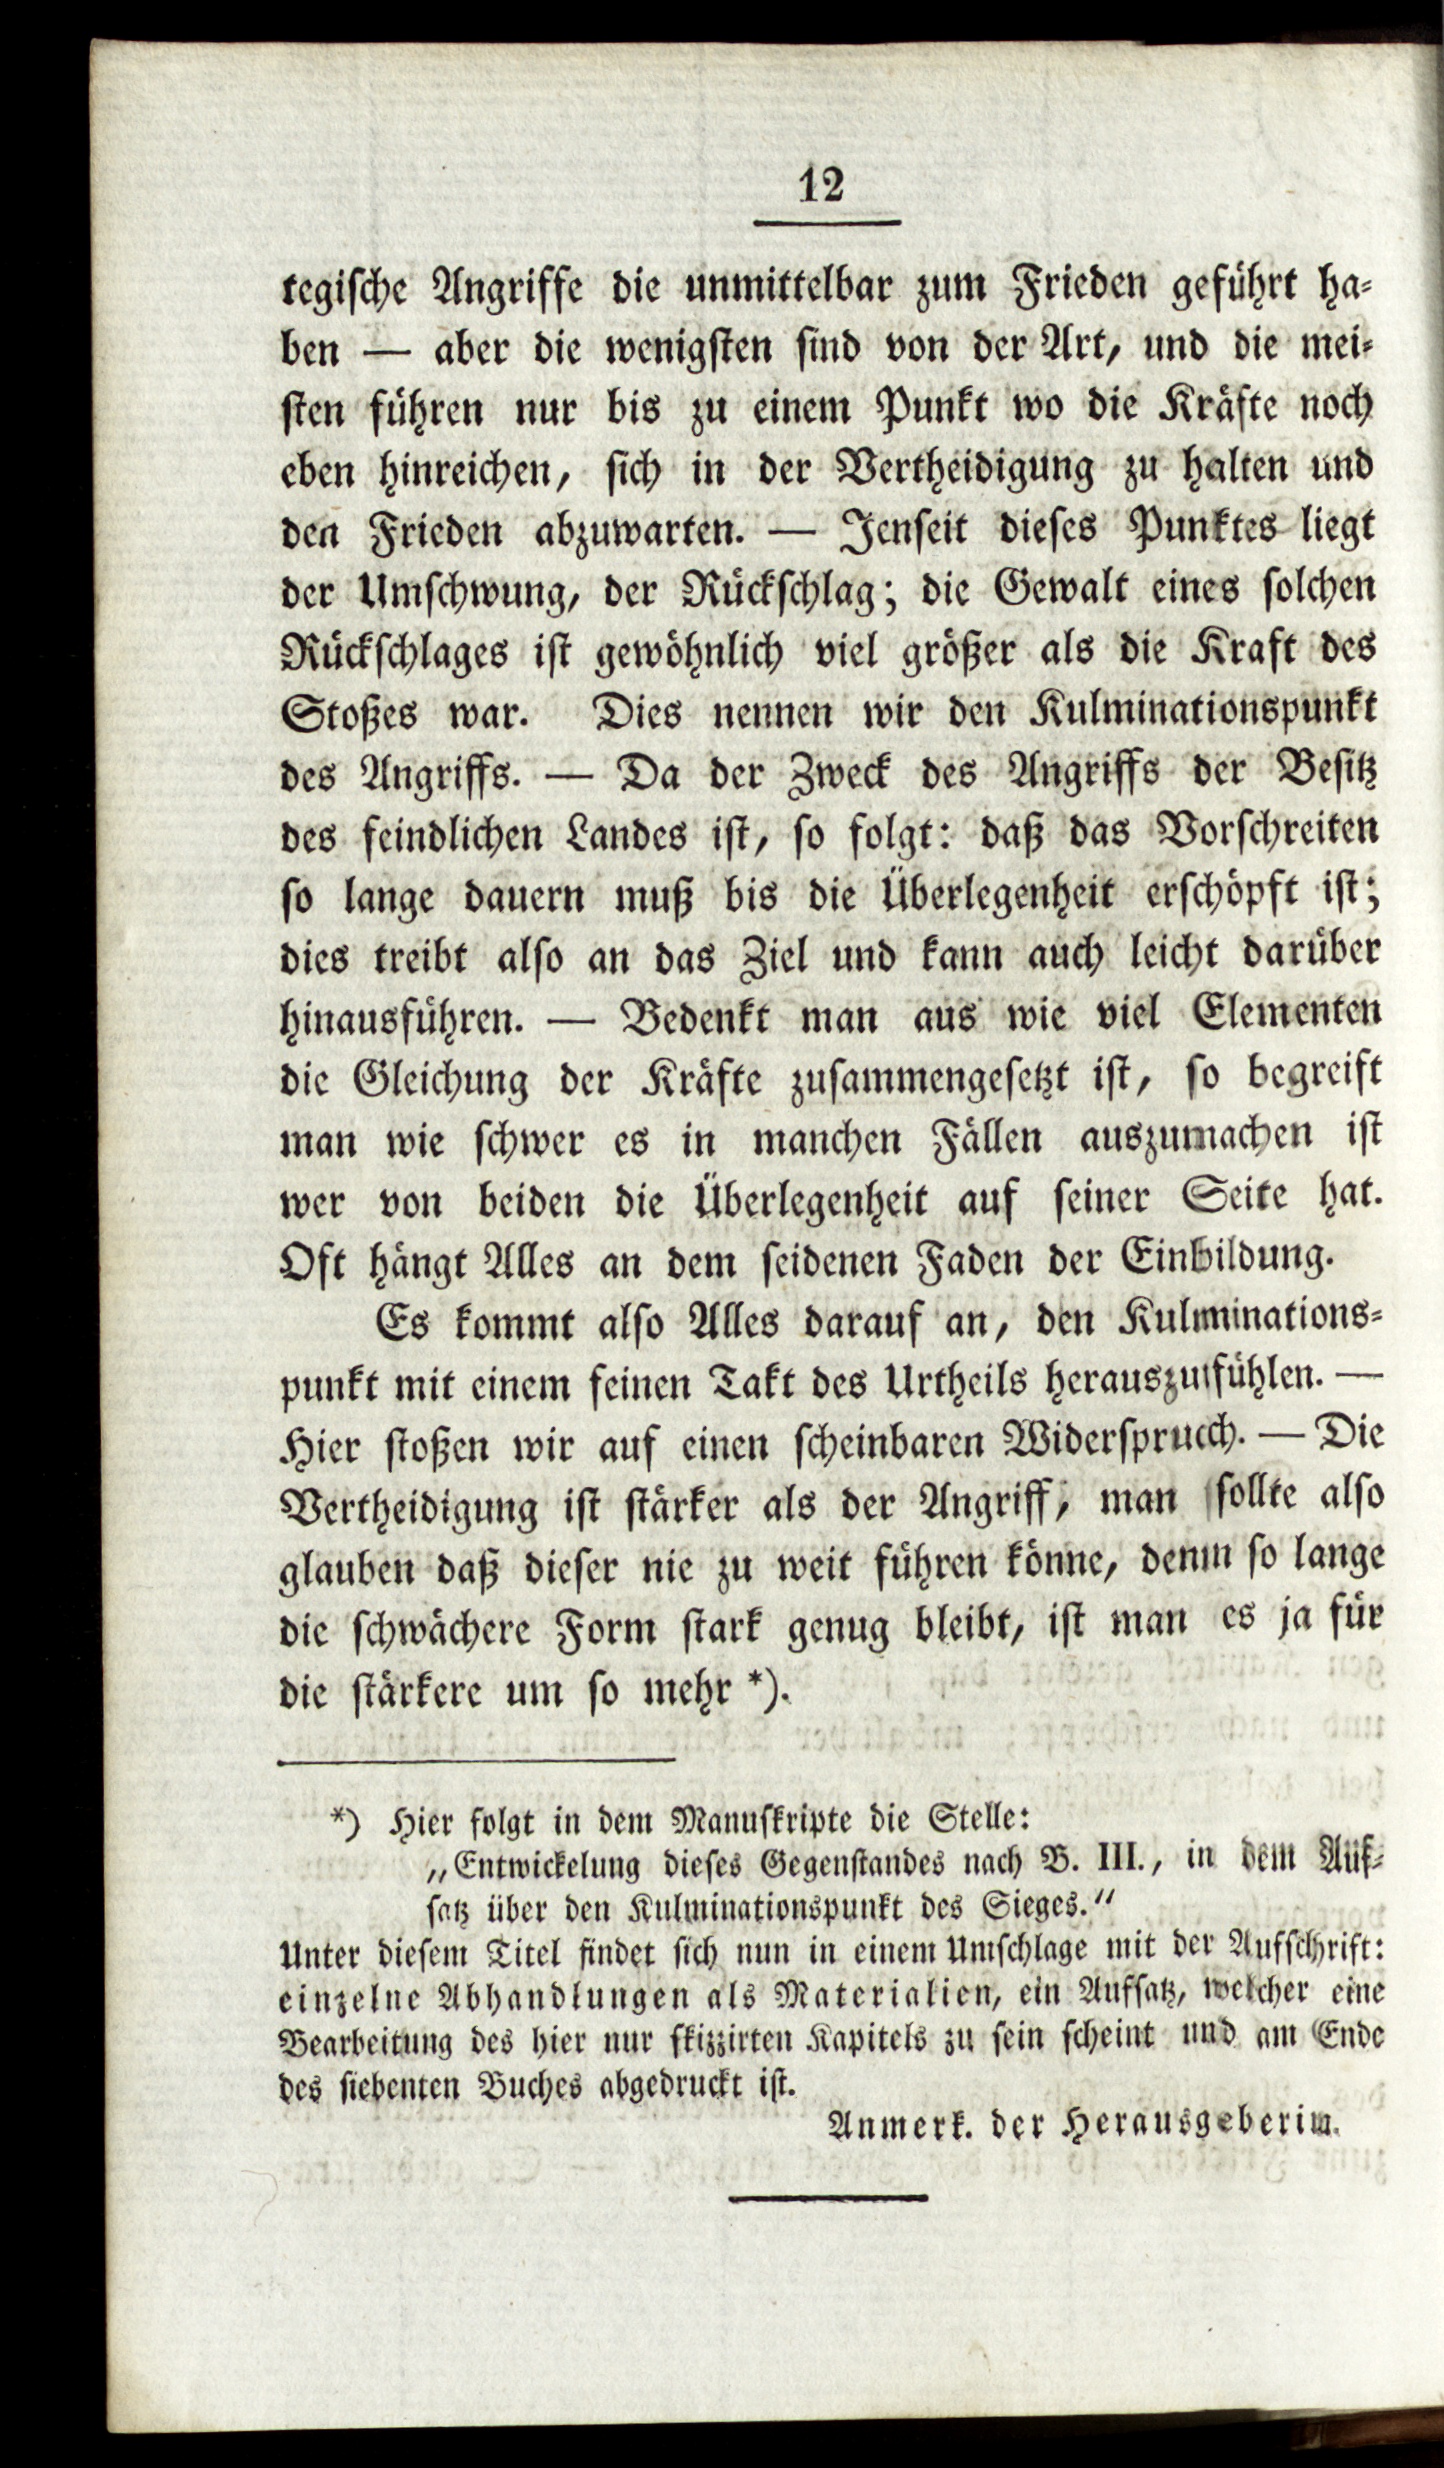 12
tegische Angriffe die unmittelbar zum Frieden geführt ha-
ben — aber die wenigsten sind von der Art, und die mei-
sten führen nur bis zu einem Punkt wo die Kräfte noch
eben hinreichen, sich in der Vertheidigung zu halten und
den Frieden abzuwarten. — Jenseit dieses Punktes liegt
der Umschwung, der Rückschlag; die Gewalt eines solchen
Rückschlages ist gewöhnlich viel größer als die Kraft des
Stoßes war. Dies nennen wir den Kulminationspunkt
des Angriffs. — Da der Zweck des Angriffs der Besitz
des feindlichen Landes ist, so folgt: daß das Vorschreiten
so lange dauern muß bis die Überlegenheit erschöpft ist;
dies treibt also an das Ziel und kann auch leicht darüber
hinausführen. — Bedenkt man aus wie viel Elementen
die Gleichung der Kräfte zusammengesetzt ist, so begreift
man wie schwer es in manchen Fällen auszumachen ist
wer von beiden die Überlegenheit auf seiner Seite hat.
Oft hängt Alles an dem seidenen Faden der Einbildung.
Es kommt also Alles darauf an, den Kulminations-
punkt mit einem feinen Takt des Urtheils herauszufühlen. —
Hier stoßen wir auf einen scheinbaren Widerspruch. — Die
Vertheidigung ist stärker als der Angriff, man sollte also
glauben daß dieser nie zu weit führen könne, denn so lange
die schwächere Form stark genug bleibt, ist man es ja für
die stärkere um so mehr *).
*) Hier folgt in dem Manuskripte die Stelle:
„Entwickelung dieses Gegenstandes nach B. III., in dem Auf-
satz über den Kulminationspunkt des Sieges.“
Unter diesem Titel findet sich nun in einem Umschlage mit der Aufschrift:
einzelne Abhandlungen als Materialien, ein Aufsatz, welcher eine
Bearbeitung des hier nur skizzirten Kapitels zu sein scheint und am Ende
des siebenten Buches abgedruckt ist.
Anmerk. der Herausgeberin.